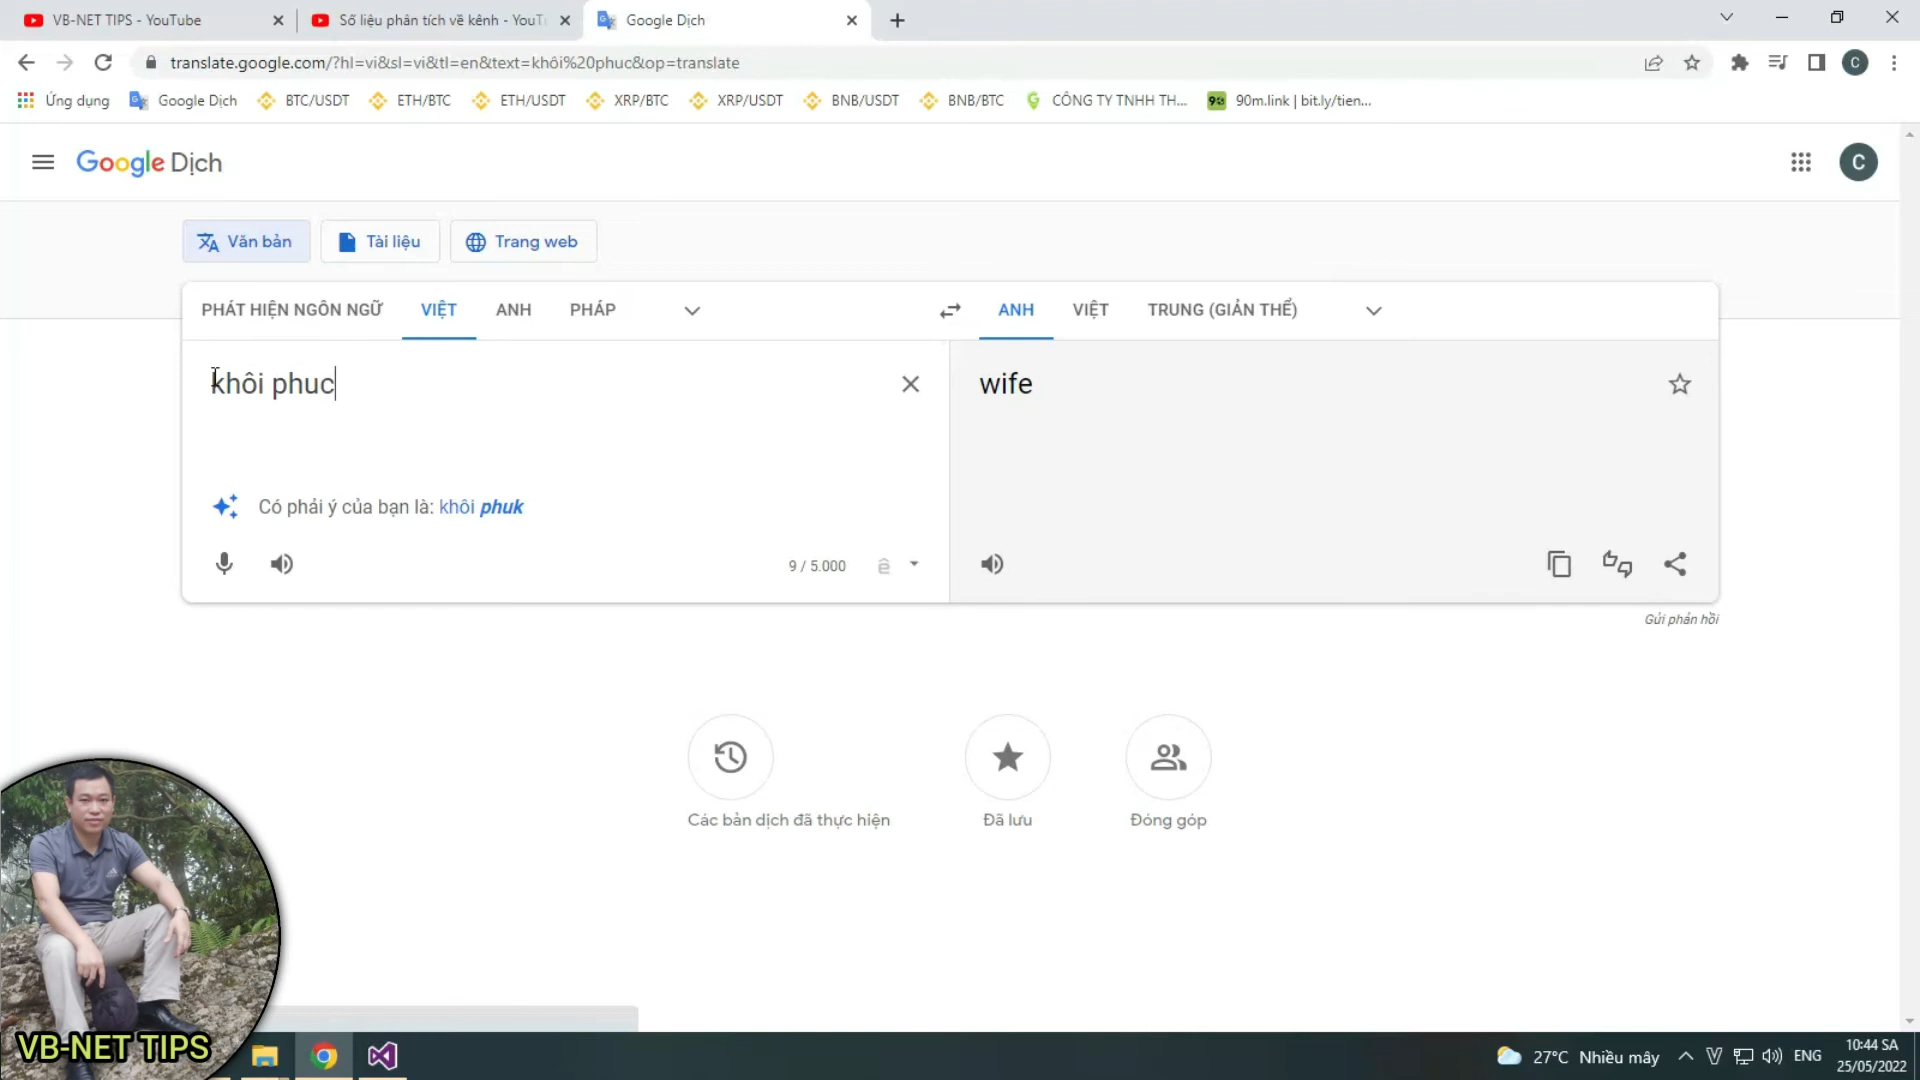 VB-NET TIPS - YouTube
Số liệu phân tích về kênh - YouT
Google Dịch
translate.google.com/?hl=vi&sl=vi&tl=en&text=khôi%20phuc&op=translate
C
Ứng dụng
Google Dịch
BTC/USDT
ETH/BTC
ETH/USDT
XRP/BTC
XRP/USDT
BNB/USDT
BNB/BTC
CÔNG TY TNHH TH...
90m.link | bit.ly/tien...
Google Dịch
C
Văn bản
Tài liệu
Trang web
PHÁT HIỆN NGÔN NGỮ
VIỆT
ANH
PHÁP
ANH
VIỆT
TRUNG (GIẢN THỂ)
khôi phuc
wife
Có phải ý của bạn là: khôi phuk
9 / 5.000
Gửi phản hồi
Các bản dịch đã thực hiện
Đã lưu
Đóng góp
VB-NET TIPS
27°C Nhiều mây
ENG
10:44 SA
25/05/2022